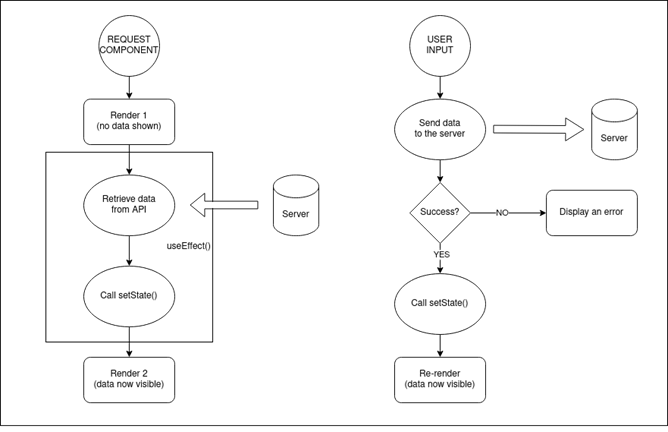 REQUEST
COMPONENT
Render 1
(no data shown)
Retrieve data
from API
Server
useEffect()
Call setState()
Render 2
(data now visible)
USER
INPUT
Send data
to the server
Server
Success?
NO
Display an error
YES
Call setState()
Re-render
(data now visible)